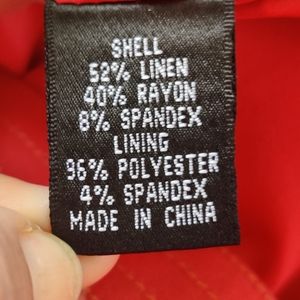 SHELL
52% LINEN
40% RAYON
8% SPANDEX
LINING
96% POLYESTER
4% SPANDEX
MADE IN CHINA